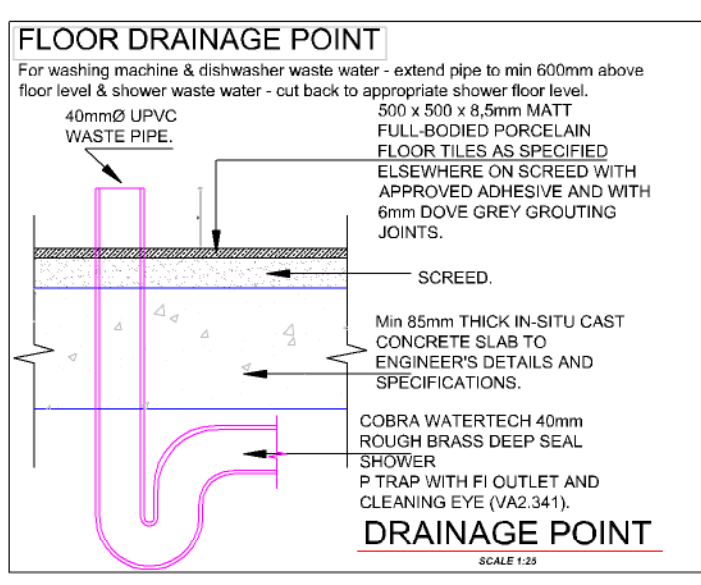 FLOOR DRAINAGE POINT
For washing machine & dishwasher waste water - extend pipe to min 600mm above
floor level & shower waste water - cut back to appropriate shower floor level.
40mmØ UPVC
WASTE PIPE.
500 x 500 x 8,5mm MATT
FULL-BODIED PORCELAIN
FLOOR TILES AS SPECIFIED
ELSEWHERE ON SCREED WITH
APPROVED ADHESIVE AND WITH
6mm DOVE GREY GROUTING
JOINTS.
SCREED.
Min 85mm THICK IN-SITU CAST
CONCRETE SLAB TO
ENGINEER'S DETAILS AND
SPECIFICATIONS.
COBRA WATERTECH 40mm
ROUGH BRASS DEEP SEAL
SHOWER
P TRAP WITH FI OUTLET AND
CLEANING EYE (VA2.341).
DRAINAGE POINT
SCALE 1:25